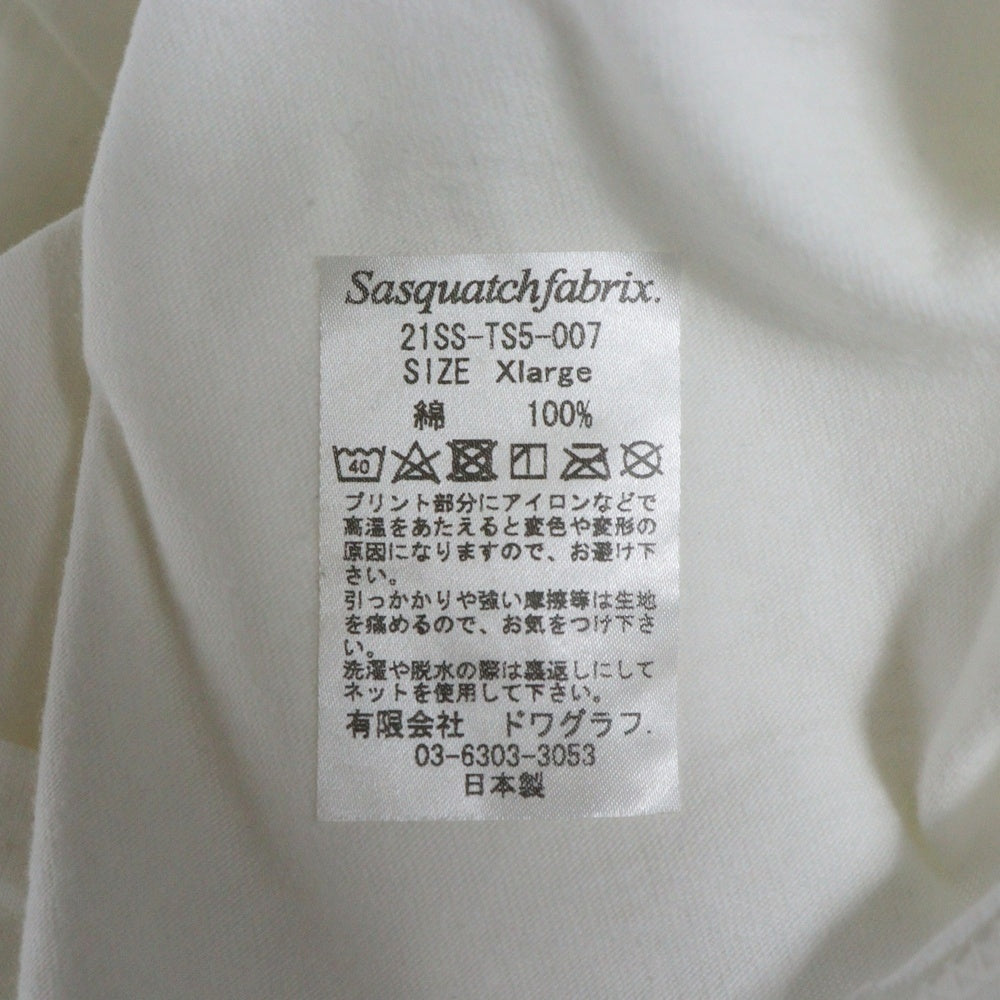 Sasquatchfabrix.
21SS-TS5-007
SIZE Xlarge
綿 100%
40
プリント部分にアイロンなどで
高温をあたえると変色や変形の
原因になりますので、お避け下
さい。
引っかかりや強い摩擦等は生地
を痛めるので、お気をつけ下さ
い。
洗濯や脱水の際は裏返しにして
ネットを使用して下さい。
有限会社 ドワグラフ.
03-6303-3053
日本製